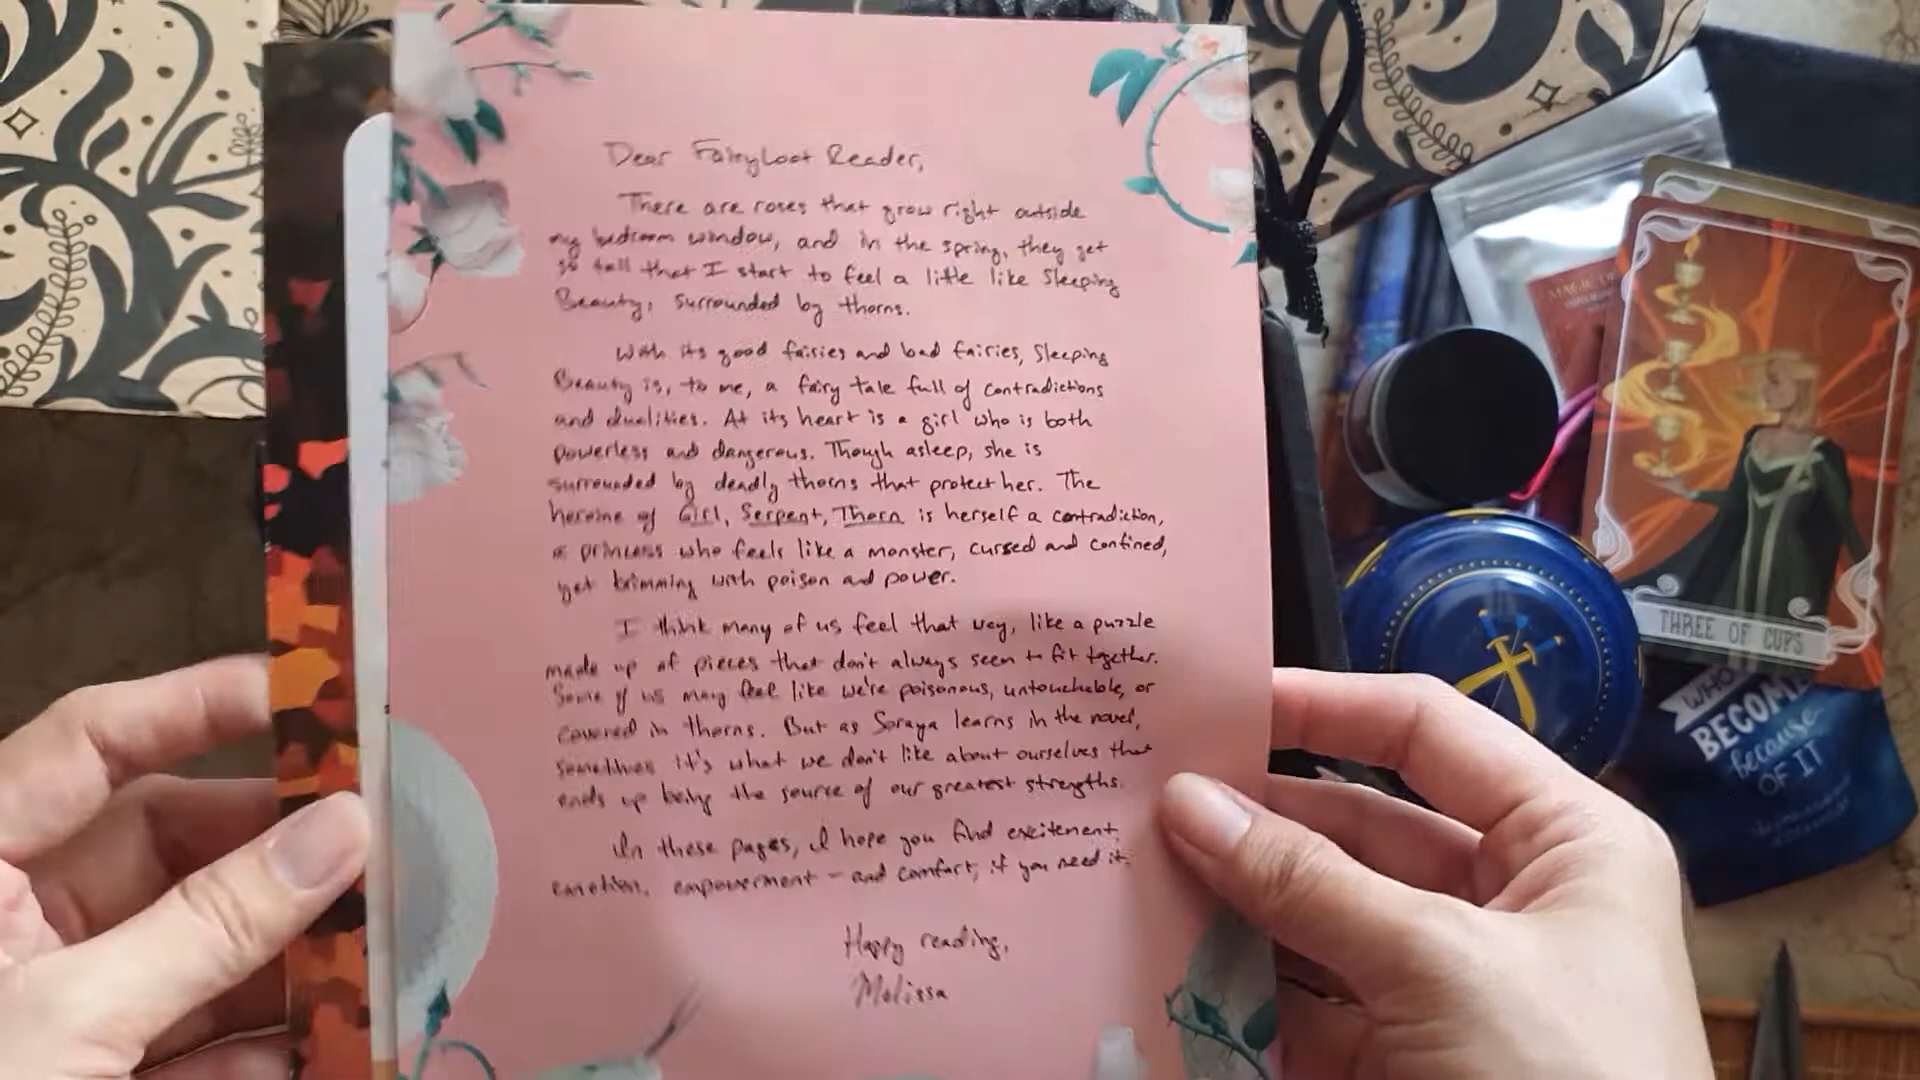 Dear FairyLoot Reader,
There are roses that grow right outside
my bedroom window, and in the spring, they get
so tall that I start to feel a little like Sleeping
Beauty, surrounded by thorns.
With its good fairies and bad fairies, Sleeping
Beauty is, to me, a fairy tale full of contradictions
and dualities. At its heart is a girl who is both
powerless and dangerous. Though asleep, she is
surrounded by deadly thorns that protect her. The
heroine of Girl, Serpent, Thorn is herself a contradiction,
a princess who feels like a monster, cursed and confined,
yet brimming with poison and power.
I think many of us feel that way, like a puzzle
made up of pieces that don't always seem to fit together.
Some of us may feel like we're poisonous, untouchable, or
covered in thorns. But as Soraya learns in the novel,
sometimes it's what we don't like about ourselves that
ends up being the source of our greatest strengths.
In these pages, I hope you find excitement,
emotion, empowerment – and comfort, if you need it.
Happy reading,
Melissa
MAGIC
THREE OF CUPS
WHO
BECOME
because
OF IT